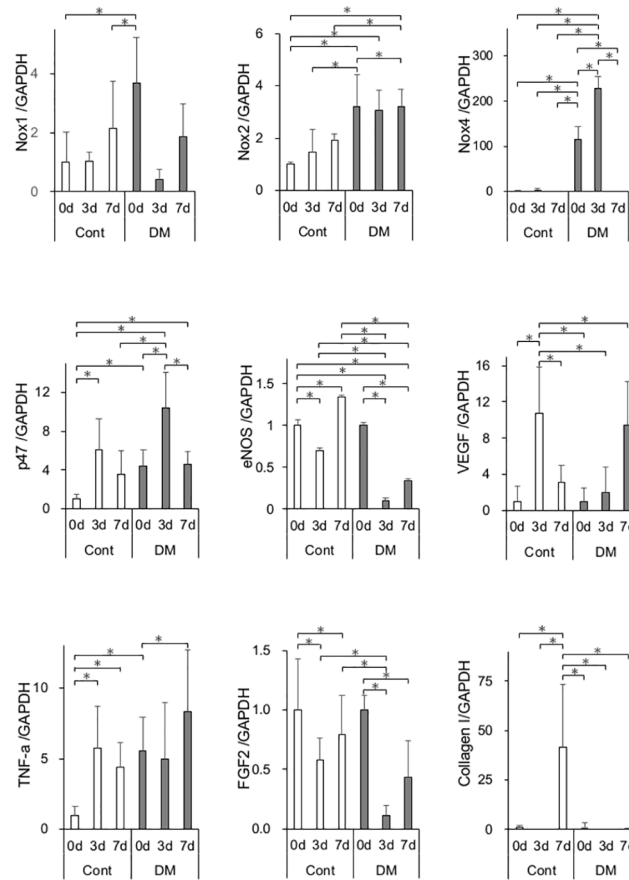 * * * * * * * * * * * * * * *
Nox1 /GAPDH
4
2
0
0d 3d 7d 0d 3d 7d
Cont DM
Nox2 /GAPDH
6
4
2
0
0d 3d 7d 0d 3d 7d
Cont DM
Nox4 /GAPDH
300
200
100
0
0d 3d 7d 0d 3d 7d
Cont DM
* * * * * * * * * * * * * * * * * * * * *
p47 /GAPDH
12
8
4
0
0d 3d 7d 0d 3d 7d
Cont DM
eNOS /GAPDH
1.5
1
0.5
0
0d 3d 7d 0d 3d 7d
Cont DM
VEGF /GAPDH
16
12
8
4
0
0d 3d 7d 0d 3d 7d
Cont DM
* * * * * * * * * * * * * * *
TNF-a /GAPDH
10
5
0
0d 3d 7d 0d 3d 7d
Cont DM
FGF2 /GAPDH
1.5
1.0
0.5
0.0
0d 3d 7d 0d 3d 7d
Cont DM
Collagen I/GAPDH
75
50
25
0
0d 3d 7d 0d 3d 7d
Cont DM